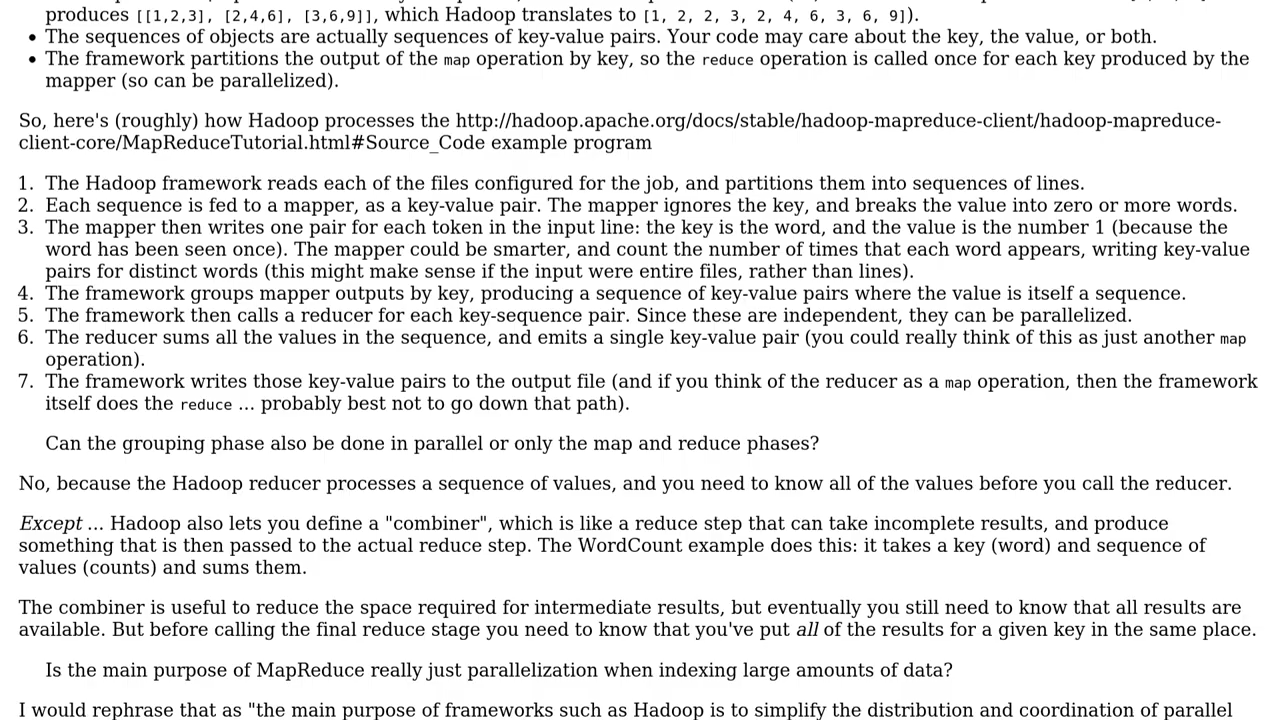 produces [[1,2,3], [2,4,6], [3,6,9]], which Hadoop translates to [1, 2, 2, 3, 2, 4, 6, 3, 6, 9]).
• The sequences of objects are actually sequences of key-value pairs. Your code may care about the key, the value, or both.
• The framework partitions the output of the map operation by key, so the reduce operation is called once for each key produced by the
mapper (so can be parallelized).
So, here's (roughly) how Hadoop processes the http://hadoop.apache.org/docs/stable/hadoop-mapreduce-client/hadoop-mapreduce-
client-core/MapReduceTutorial.html#Source_Code example program
1. The Hadoop framework reads each of the files configured for the job, and partitions them into sequences of lines.
2. Each sequence is fed to a mapper, as a key-value pair. The mapper ignores the key, and breaks the value into zero or more words.
3. The mapper then writes one pair for each token in the input line: the key is the word, and the value is the number 1 (because the
word has been seen once). The mapper could be smarter, and count the number of times that each word appears, writing key-value
pairs for distinct words (this might make sense if the input were entire files, rather than lines).
4. The framework groups mapper outputs by key, producing a sequence of key-value pairs where the value is itself a sequence.
5. The framework then calls a reducer for each key-sequence pair. Since these are independent, they can be parallelized.
6. The reducer sums all the values in the sequence, and emits a single key-value pair (you could really think of this as just another map
operation).
7. The framework writes those key-value pairs to the output file (and if you think of the reducer as a map operation, then the framework
itself does the reduce ... probably best not to go down that path).
Can the grouping phase also be done in parallel or only the map and reduce phases?
No, because the Hadoop reducer processes a sequence of values, and you need to know all of the values before you call the reducer.
Except ... Hadoop also lets you define a "combiner", which is like a reduce step that can take incomplete results, and produce
something that is then passed to the actual reduce step. The WordCount example does this: it takes a key (word) and sequence of
values (counts) and sums them.
The combiner is useful to reduce the space required for intermediate results, but eventually you still need to know that all results are
available. But before calling the final reduce stage you need to know that you've put all of the results for a given key in the same place.
Is the main purpose of MapReduce really just parallelization when indexing large amounts of data?
I would rephrase that as "the main purpose of frameworks such as Hadoop is to simplify the distribution and coordination of parallel